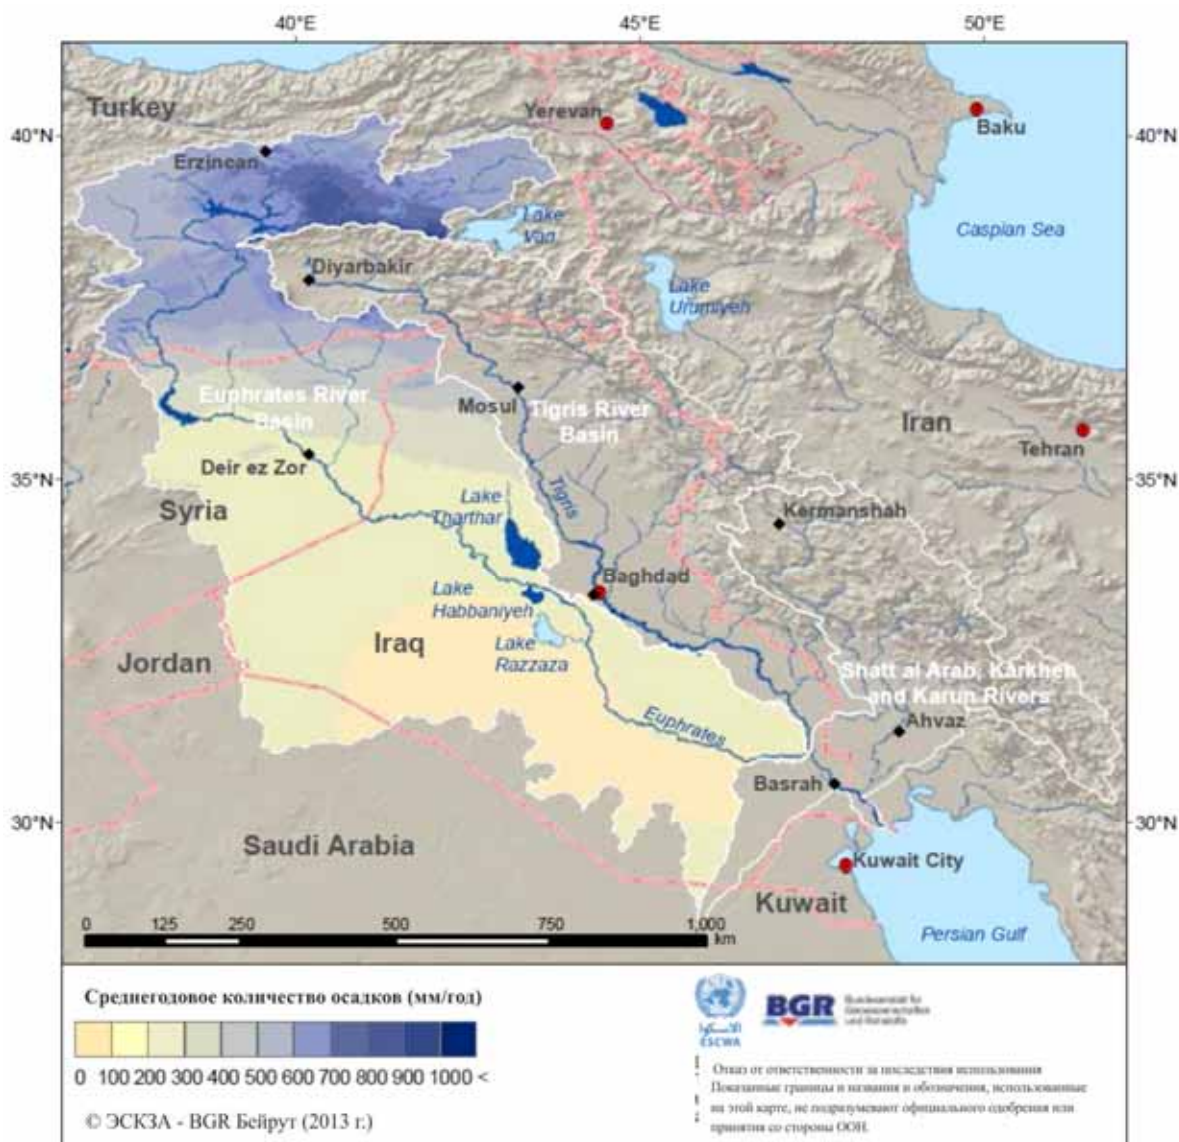 40°E 45°E 50°E
Turkey
Yerevan
Baku
40°N 40°N
Erzincan
Lake
Van
Caspian Sea
Diyarbakir
Lake
Urumiyeh
Euphrates River
Basin
Mosul
Tigris River
Basin
Iran
Tehran
Deir ez Zor
35°N 35°N
Syria
Lake
Tharthar
Tigris
Kermanshah
Baghdad
Lake
Habbaniyeh
Iraq
Lake
Razzaza
Jordan
Shatt al Arab, Karkheh
and Karun Rivers
Euphrates
Ahvaz
Basrah
30°N 30°N
Saudi Arabia
Kuwait City
Kuwait
0 125 250 500 750 1,000
km
Persian Gulf
Среднегодовое количество осадков (мм/год)
0 100 200 300 400 500 600 700 800 900 1000 <
© ЭСКЗА - BGR Бейрут (2013 г.)
ESCWA
BGR
Bundesanstalt für
Geowissenschaften
und Rohstoffe
Отказ от ответственности за последствия использования
Показанные границы и названия и обозначения, использованные
на этой карте, не подразумевают официального одобрения или
принятия со стороны ООН.